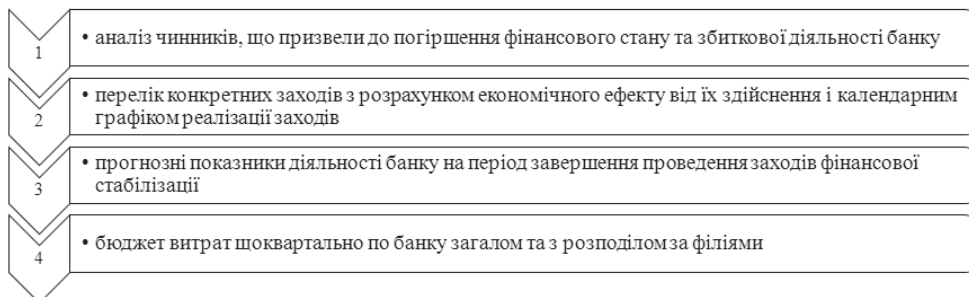 1
• аналіз чинників, що призвели до погіршення фінансового стану та збиткової діяльності банку
2
• перелік конкретних заходів з розрахунком економічного ефекту від їх здійснення і календарним
графіком реалізації заходів
3
• прогнозні показники діяльності банку на період завершення проведення заходів фінансової
стабілізації
4
• бюджет витрат щоквартально по банку загалом та з розподілом за філіями